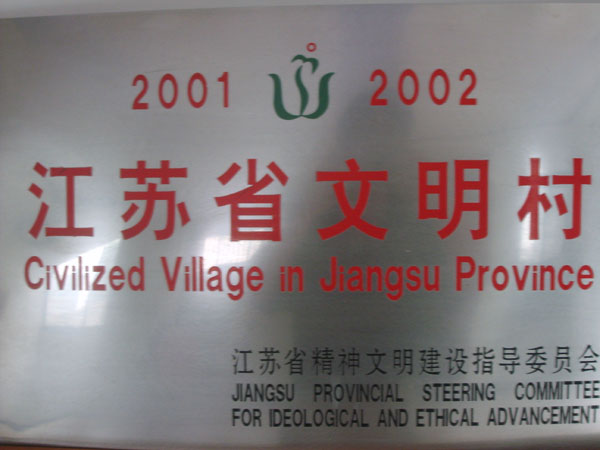 2001 2002
江苏省文明村
Civilized Village in Jiangsu Province
江苏省精神文明建设指导委员会
JIANGSU PROVINCIAL STEERING COMMITTEE
FOR IDEOLOGICAL AND ETHICAL ADVANCEMENT